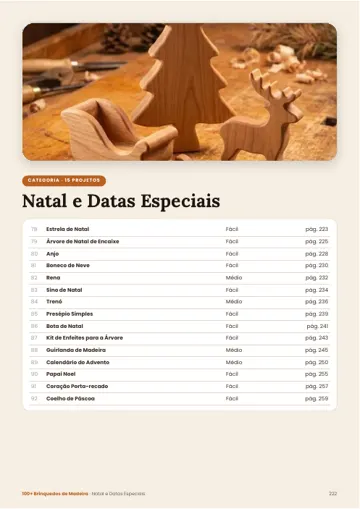 CATEGORIA · 15 PROJETOS
Natal e Datas Especiais
78 Estrela de Natal Fácil pág. 223
79 Árvore de Natal de Encaixe Fácil pág. 225
80 Anjo Fácil pág. 228
81 Boneco de Neve Fácil pág. 230
82 Rena Médio pág. 232
83 Sino de Natal Fácil pág. 234
84 Trenó Médio pág. 236
85 Presépio Simples Fácil pág. 239
86 Bota de Natal Fácil pág. 241
87 Kit de Enfeites para a Árvore Fácil pág. 243
88 Guirlanda de Madeira Médio pág. 245
89 Calendário do Advento Médio pág. 250
90 Papai Noel Fácil pág. 255
91 Coração Porta-recado Fácil pág. 257
92 Coelho de Páscoa Fácil pág. 259
100+ Brinquedos de Madeira · Natal e Datas Especiais 222